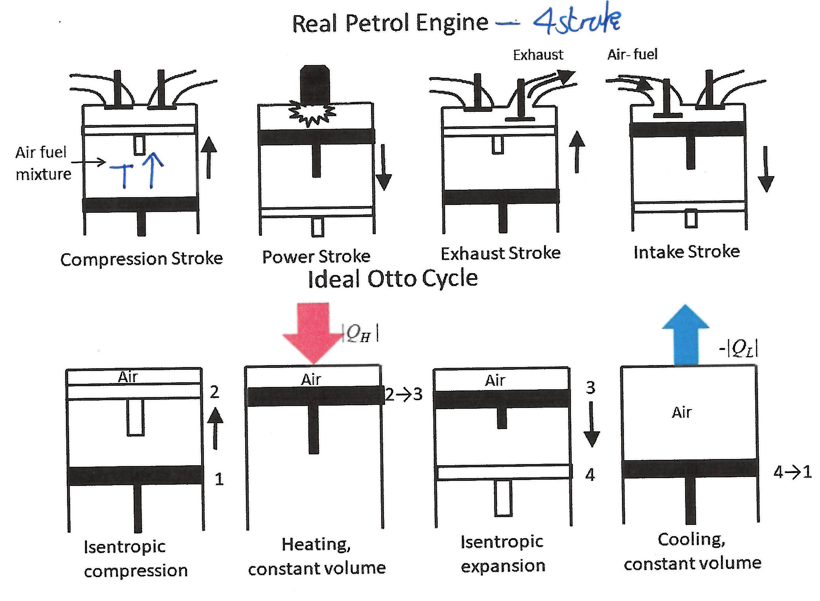 Real Petrol Engine — 4 stroke
Exhaust
Air-fuel
Air fuel
mixture
T ↑
Compression Stroke
Power Stroke
Exhaust Stroke
Intake Stroke
Ideal Otto Cycle
|Q_H|
-|Q_L|
Air
2
1
Air
2→3
Air
3
4
Air
4→1
Isentropic
compression
Heating,
constant volume
Isentropic
expansion
Cooling,
constant volume